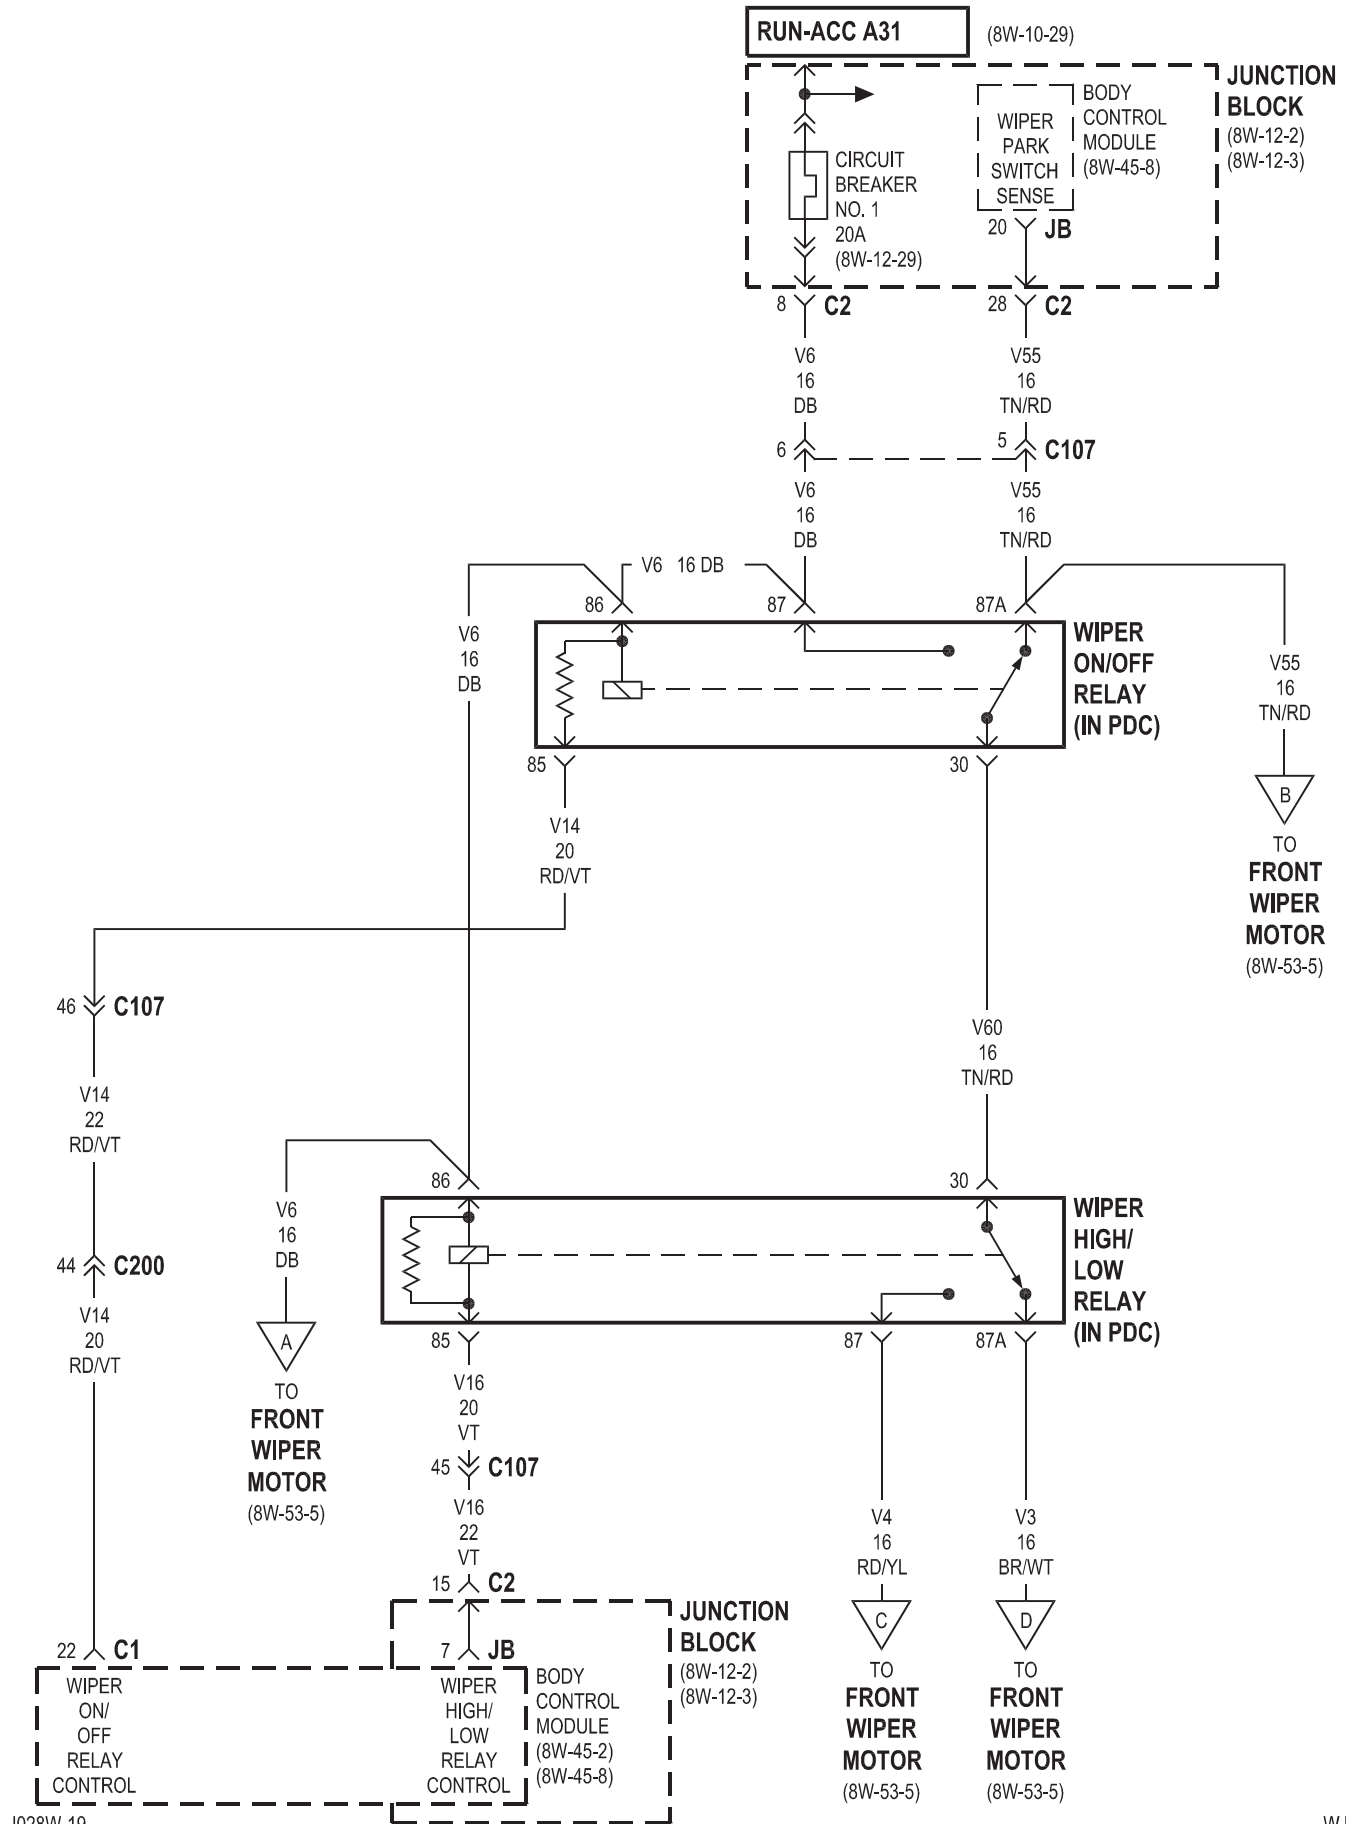 RUN-ACC A31
(8W-10-29)
JUNCTION
BLOCK
(8W-12-2)
(8W-12-3)
BODY
CONTROL
MODULE
(8W-45-8)
WIPER
PARK
SWITCH
SENSE
CIRCUIT
BREAKER
NO. 1
20A
(8W-12-29)
20 JB
8 C2
28 C2
V6
16
DB
V55
16
TN/RD
6
5 C107
V6
16
DB
V55
16
TN/RD
V6 16 DB
86
87
87A
WIPER
ON/OFF
RELAY
(IN PDC)
V6
16
DB
V55
16
TN/RD
85
30
B
TO
FRONT
WIPER
MOTOR
(8W-53-5)
V14
20
RD/VT
46 C107
V60
16
TN/RD
V14
22
RD/VT
86
30
V6
16
DB
WIPER
HIGH/
LOW
RELAY
(IN PDC)
44 C200
V14
20
RD/VT
A
TO
FRONT
WIPER
MOTOR
(8W-53-5)
85
87
87A
V16
20
VT
45 C107
V16
22
VT
15 C2
V4
16
RD/YL
V3
16
BR/WT
C
TO
FRONT
WIPER
MOTOR
(8W-53-5)
D
TO
FRONT
WIPER
MOTOR
(8W-53-5)
JUNCTION
BLOCK
(8W-12-2)
(8W-12-3)
22 C1
7 JB
WIPER
ON/
OFF
RELAY
CONTROL
WIPER
HIGH/
LOW
RELAY
CONTROL
BODY
CONTROL
MODULE
(8W-45-2)
(8W-45-8)